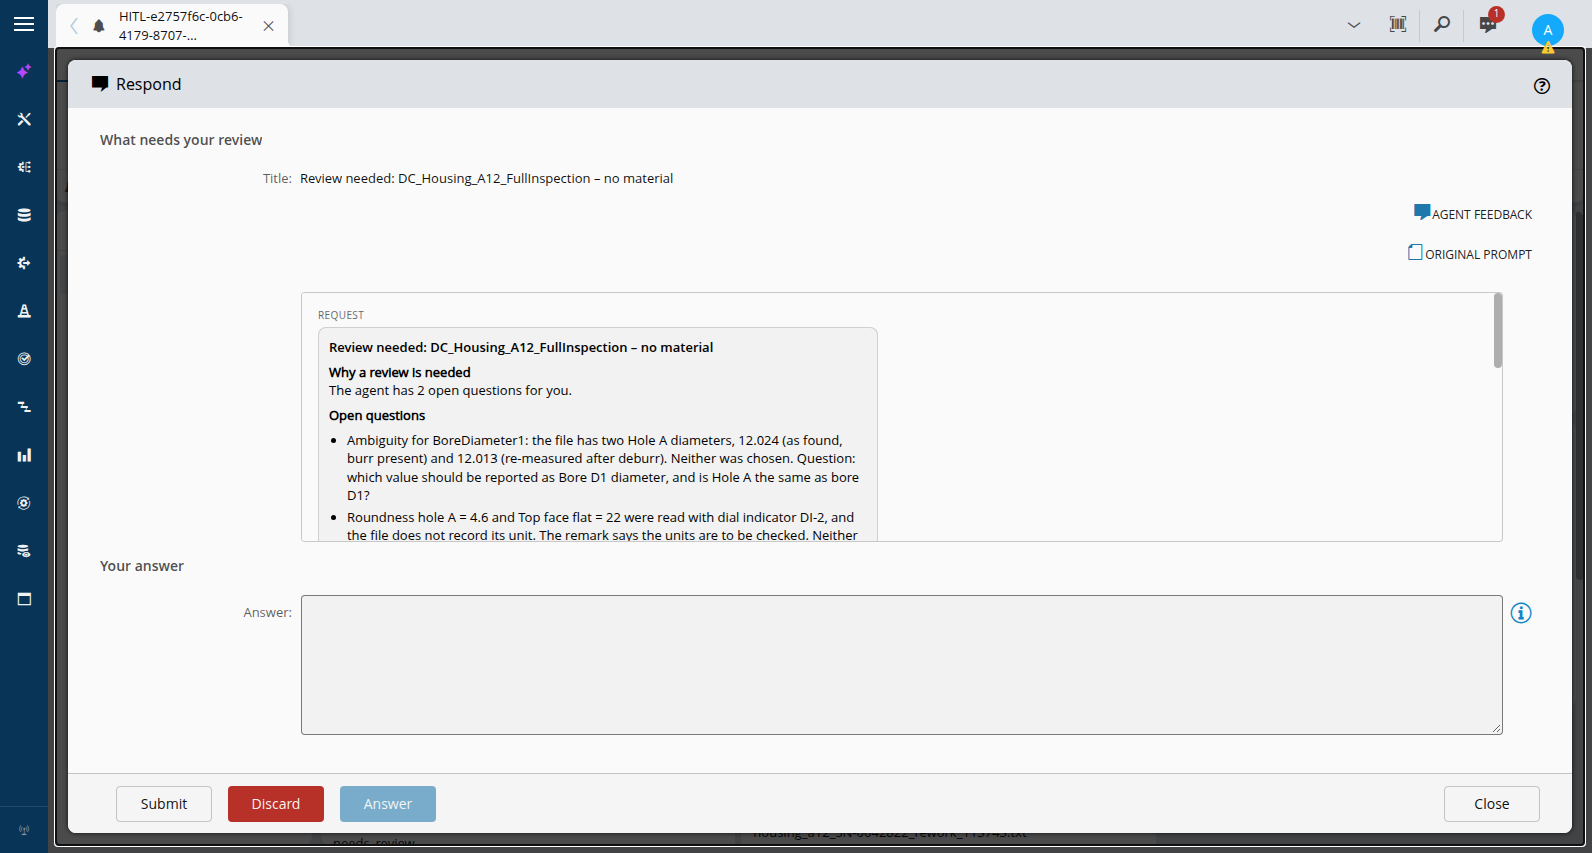 HITL-e2757f6c-0cb6-
4179-8707-...
1
A
Respond
What needs your review
Title: Review needed: DC_Housing_A12_FullInspection – no material
AGENT FEEDBACK
ORIGINAL PROMPT
REQUEST
Review needed: DC_Housing_A12_FullInspection – no material
Why a review is needed
The agent has 2 open questions for you.
Open questions
Ambiguity for BoreDiameter1: the file has two Hole A diameters, 12.024 (as found,
burr present) and 12.013 (re-measured after deburr). Neither was chosen. Question:
which value should be reported as Bore D1 diameter, and is Hole A the same as bore
D1?
Roundness hole A = 4.6 and Top face flat = 22 were read with dial indicator DI-2, and
the file does not record its unit. The remark says the units are to be checked. Neither
Your answer
Answer:
Submit
Discard
Answer
Close
needs_review